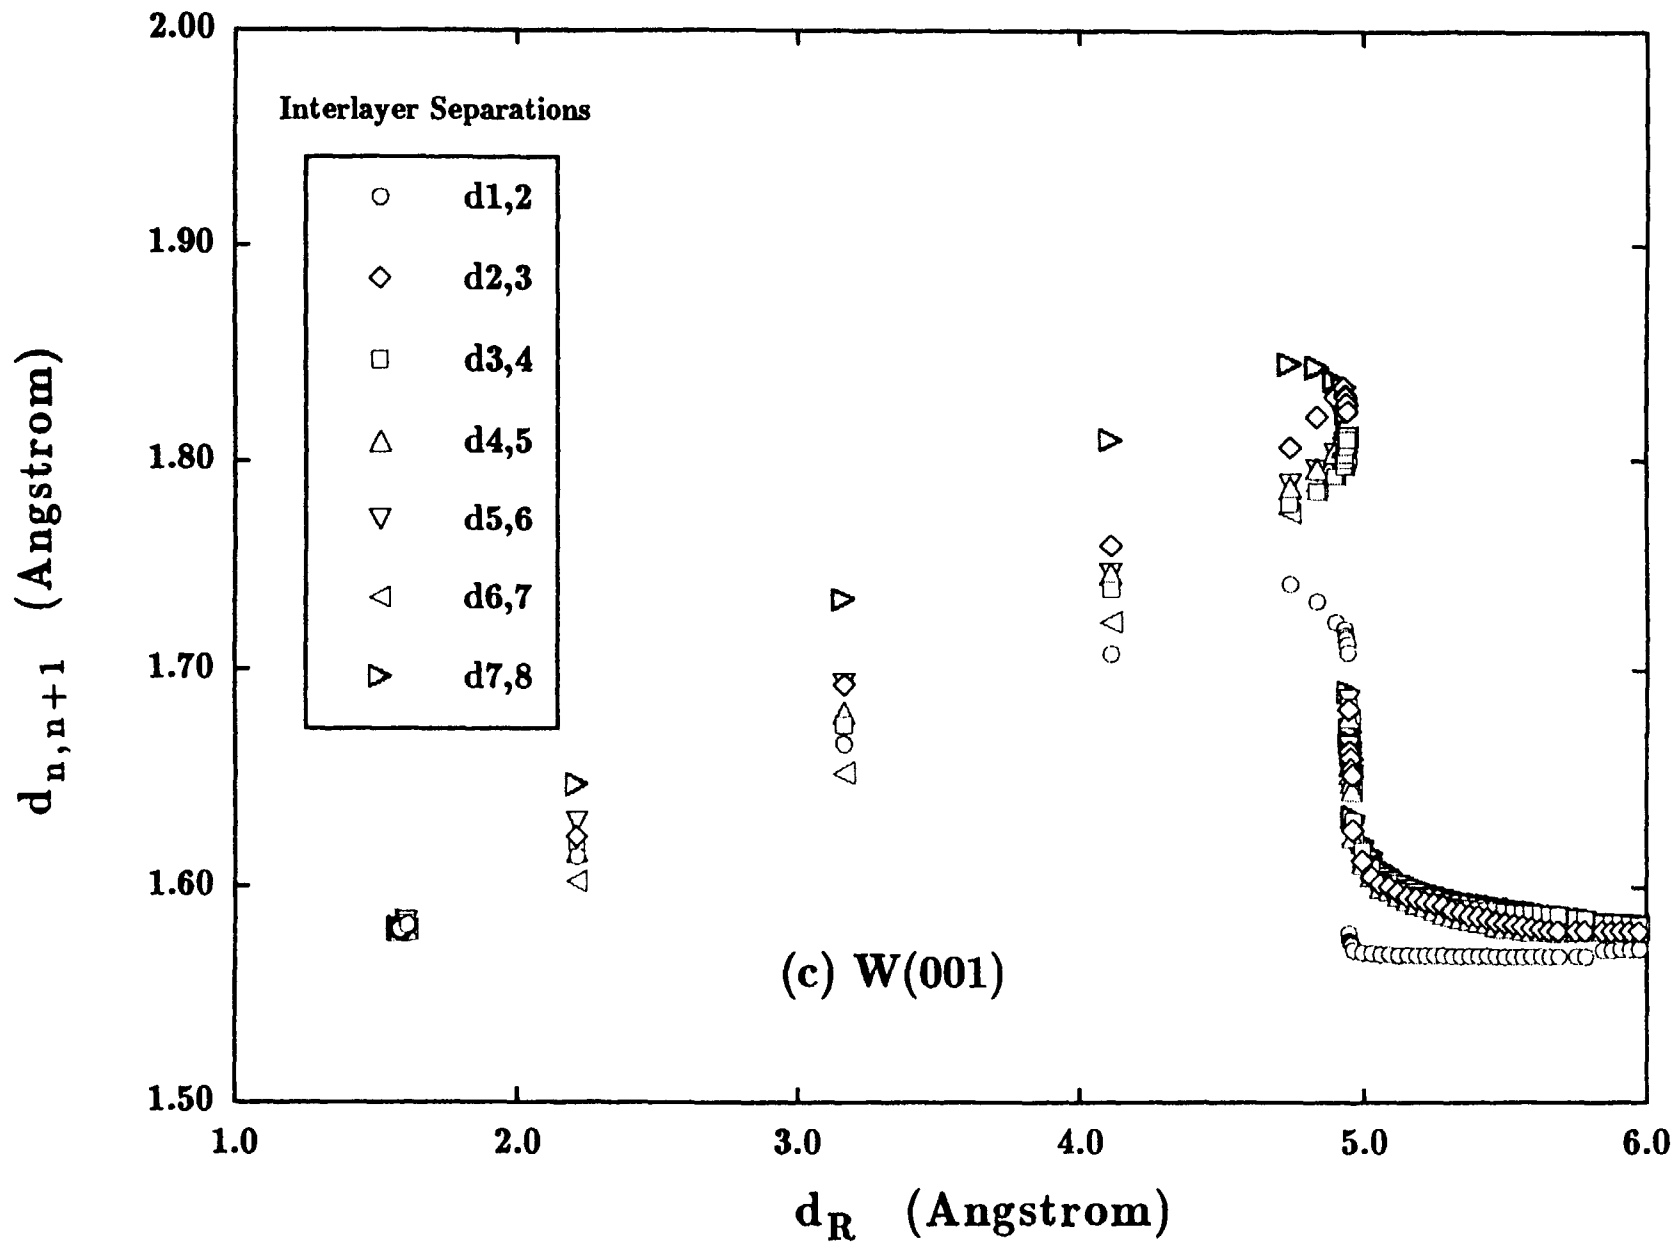 2.00
Interlayer Separations
d1,2
1.90
d2,3
d3,4
d4,5
1.80
d5,6
d6,7
1.70
d7,8
1.60
(c) W(001)
1.50
1.0 2.0 3.0 4.0 5.0 6.0
d_R (Angstrom)
d_n,n+1 (Angstrom)